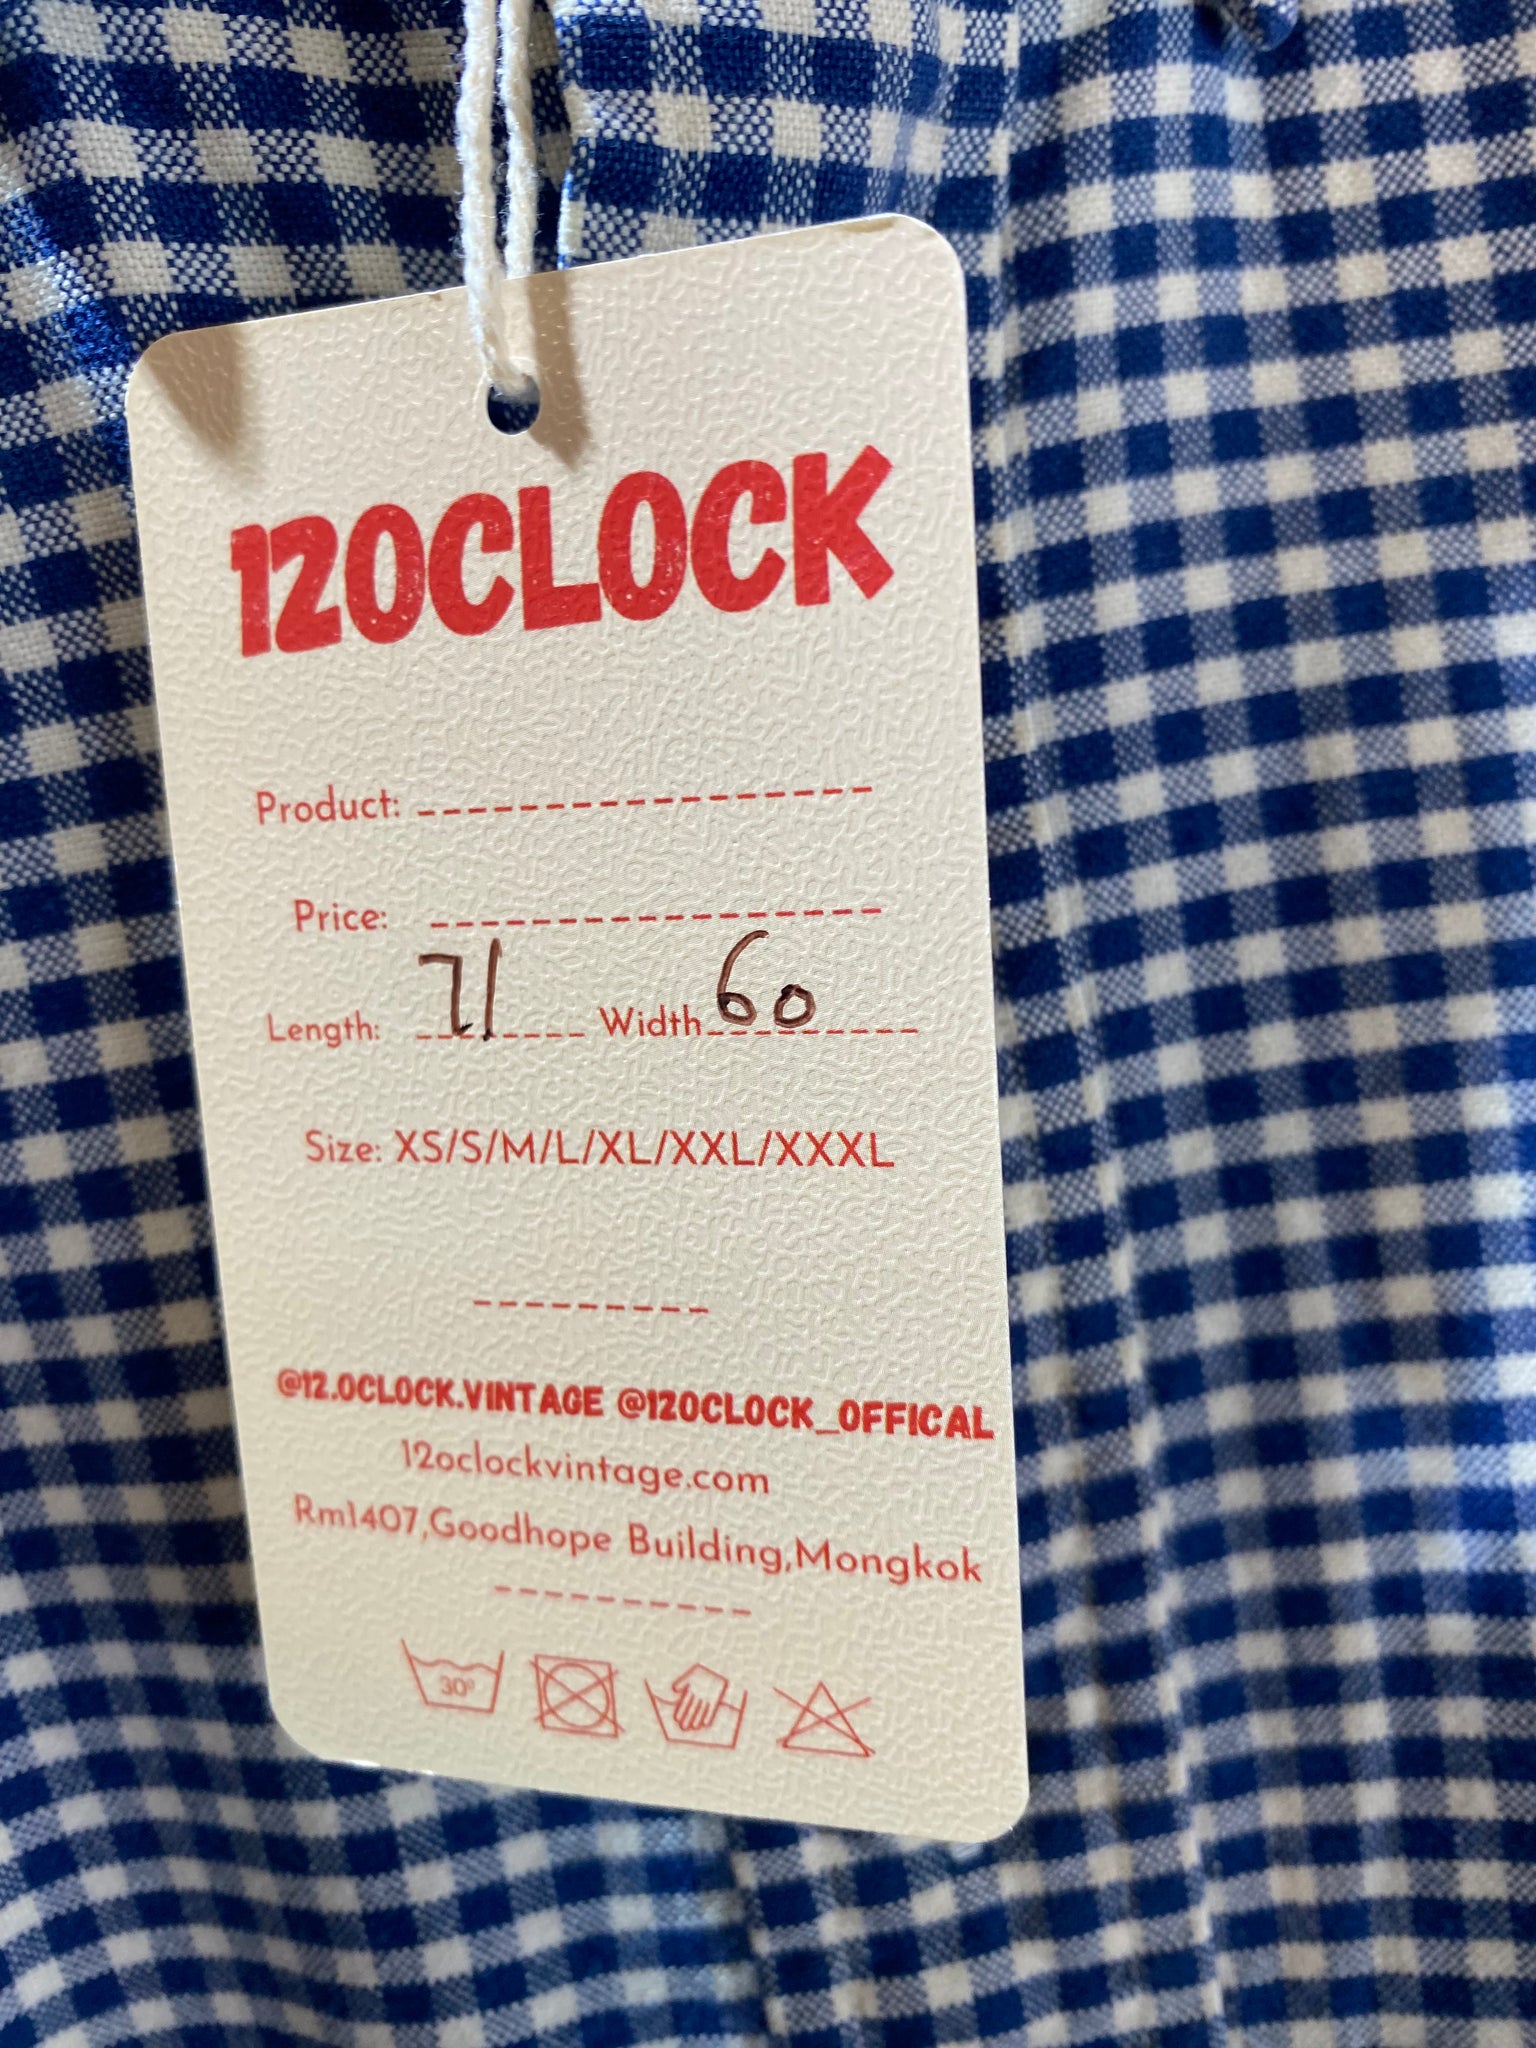 12OCLOCK
Product: -----------------
Price: -----------------
Length: 71 Width 60
Size: XS/S/M/L/XL/XXL/XXXL
---------
@12.OCLOCK.VINTAGE @12OCLOCK_OFFICAL
12oclockvintage.com
Rm1407,Goodhope Building,Mongkok
----------
30°